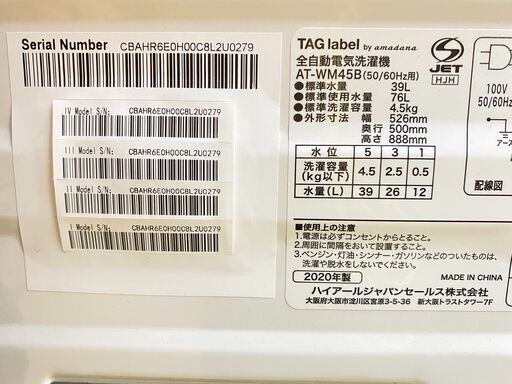 Serial Number CBAHR6E0H00C8L2U0279
IV Model S/N: CBAHR6E0H00C8L2U0279
III Model S/N: CBAHR6E0H00C8L2U0279
II Model S/N: CBAHR6E0H00C8L2U0279
I Model S/N: CBAHR6E0H00C8L2U0279
TAG label by amadana
全自動電気洗濯機
AT-WM45B(50/60Hz用)
●標準水量 39L
●標準使用水量 76L
●標準洗濯容量 4.5kg
●外形寸法 幅 526mm
奥行 500mm
高さ 888mm
S
JET
HJH
100V
50/60Hz
アース
配線図
水位 5 3 1
洗濯容量(kg以下) 4.5 2.5 0.5
水量(L) 39 26 12
■使用上の注意
1.電源は必ずコンセントからとること。
2.周囲に間隔をおいて設置すること。
3.ベンジン・灯油・シンナー・ガソリンなどのついたものは、
洗濯や脱水をしないでください。
2020年製
MADE IN CHINA
ハイアールジャパンセールス株式会社
大阪府大阪市淀川区宮原3-5-36 新大阪トラストタワー7F